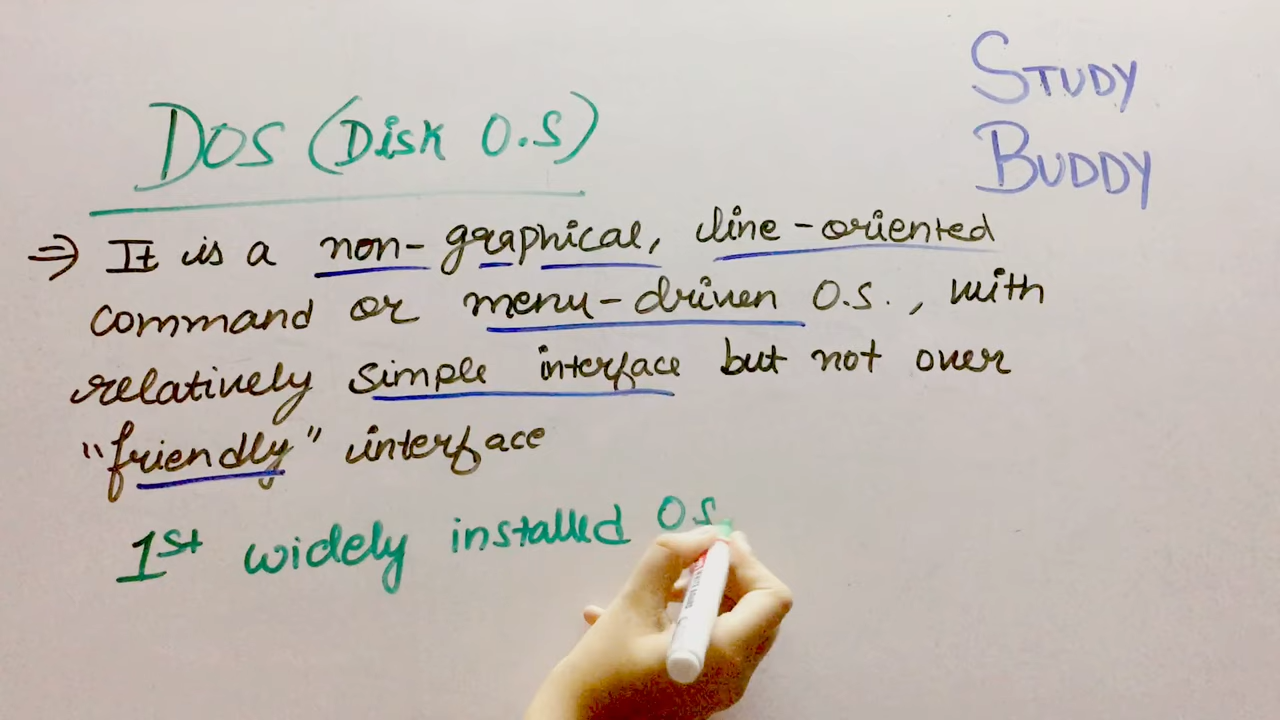 STUDY
BUDDY
DOS (Disk O.S)
⇒ It is a non-graphical, line-oriented
command or menu-driven O.S., with
relatively simple interface but not over
"friendly" interface
1st widely installed O S